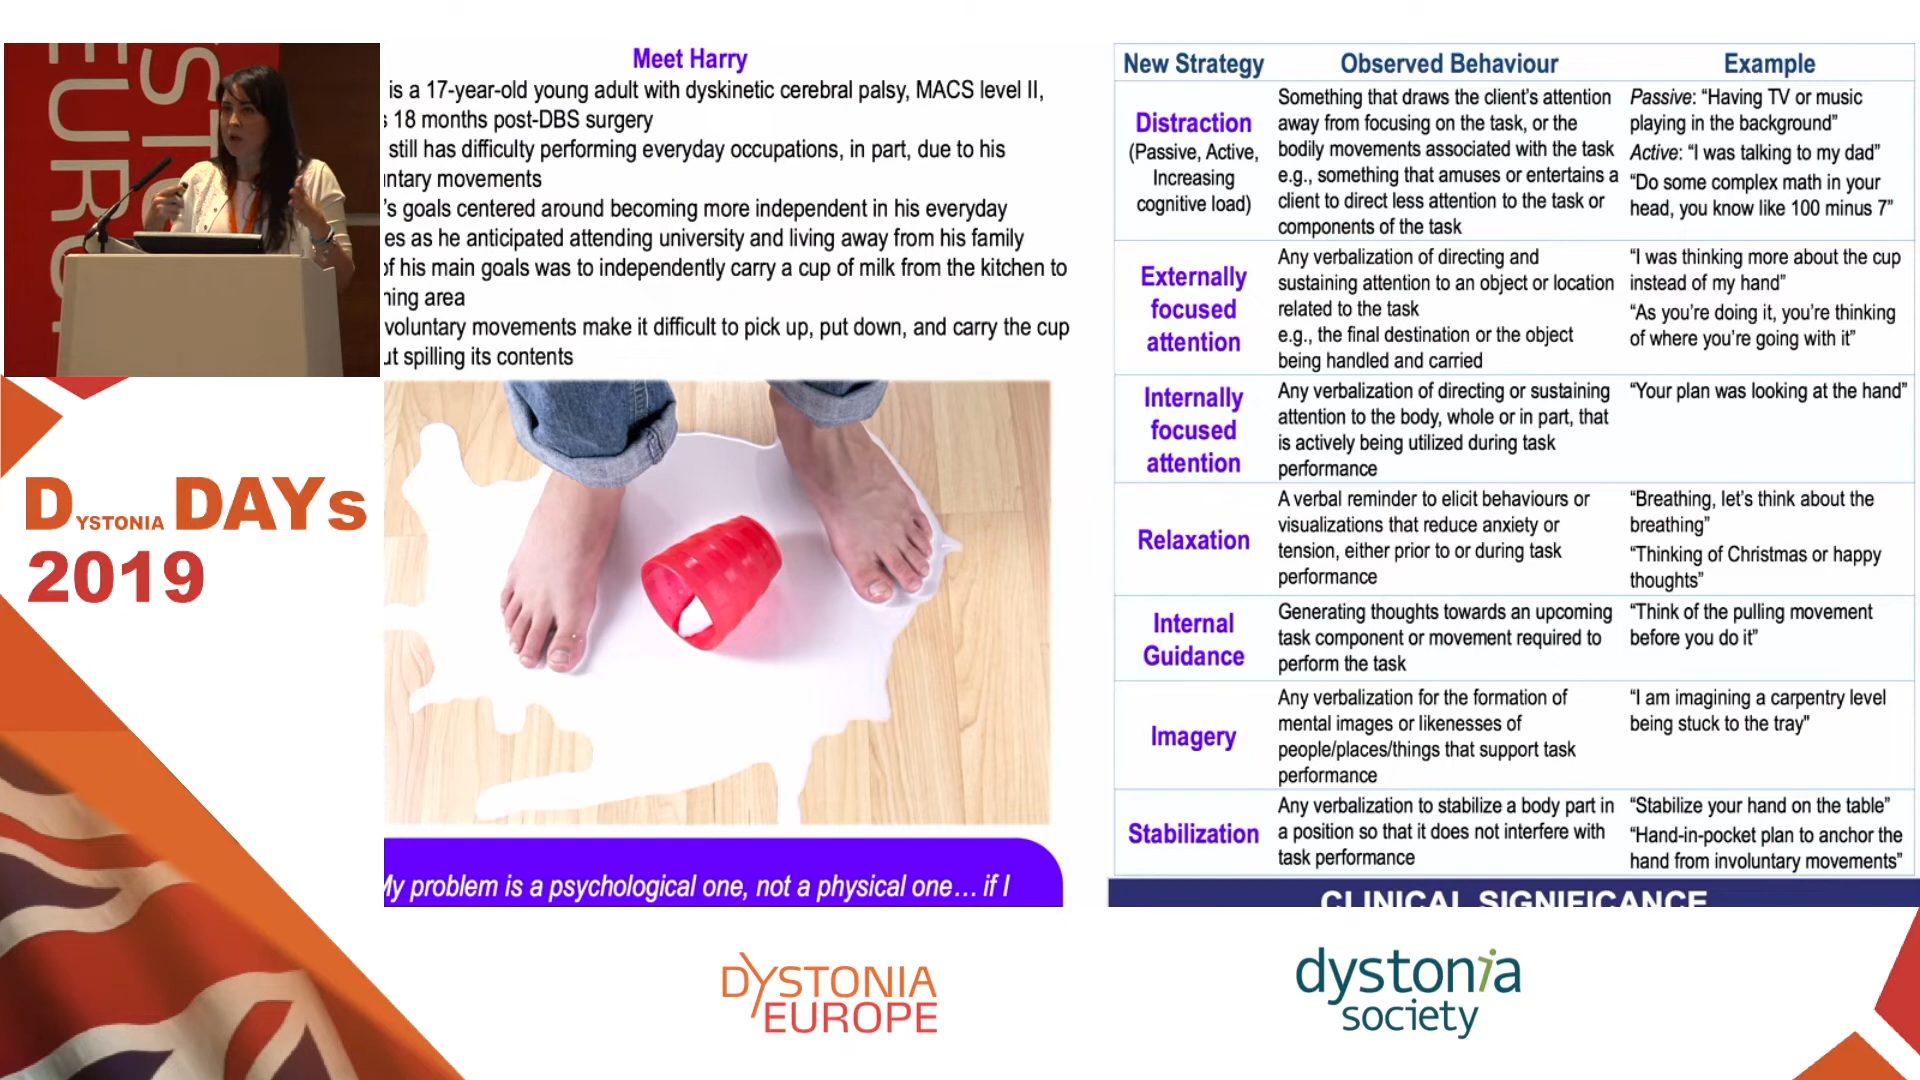 YSTO
EURO
DYSTONIA DAYs
2019
Meet Harry
is a 17-year-old young adult with dyskinetic cerebral palsy, MACS level II,
s 18 months post-DBS surgery
still has difficulty performing everyday occupations, in part, due to his
ntary movements
's goals centered around becoming more independent in his everyday
es as he anticipated attending university and living away from his family
of his main goals was to independently carry a cup of milk from the kitchen to
ning area
voluntary movements make it difficult to pick up, put down, and carry the cup
ut spilling its contents
My problem is a psychological one, not a physical one… if I
New Strategy Observed Behaviour Example
Distraction
(Passive, Active,
Increasing
cognitive load)
Something that draws the client's attention
away from focusing on the task, or the
bodily movements associated with the task
e.g., something that amuses or entertains a
client to direct less attention to the task or
components of the task
Passive: “Having TV or music
playing in the background”
Active: “I was talking to my dad”
“Do some complex math in your
head, you know like 100 minus 7”
Externally
focused
attention
Any verbalization of directing and
sustaining attention to an object or location
related to the task
e.g., the final destination or the object
being handled and carried
“I was thinking more about the cup
instead of my hand”
“As you're doing it, you're thinking
of where you're going with it”
Internally
focused
attention
Any verbalization of directing or sustaining
attention to the body, whole or in part, that
is actively being utilized during task
performance
“Your plan was looking at the hand”
Relaxation
A verbal reminder to elicit behaviours or
visualizations that reduce anxiety or
tension, either prior to or during task
performance
“Breathing, let's think about the
breathing”
“Thinking of Christmas or happy
thoughts”
Internal
Guidance
Generating thoughts towards an upcoming
task component or movement required to
perform the task
“Think of the pulling movement
before you do it”
Imagery
Any verbalization for the formation of
mental images or likenesses of
people/places/things that support task
performance
“I am imagining a carpentry level
being stuck to the tray”
Stabilization
Any verbalization to stabilize a body part in
a position so that it does not interfere with
task performance
“Stabilize your hand on the table”
“Hand-in-pocket plan to anchor the
hand from involuntary movements”
CLINICAL SIGNIFICANCE
DYSTONIA
EUROPE
dystonia
society